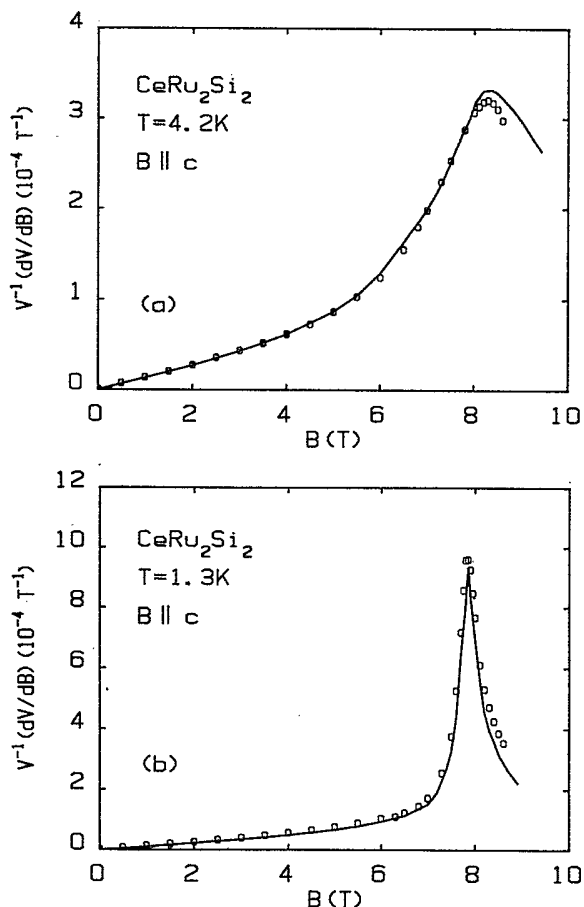 4
3
2
1
0
V⁻¹(dV/dB) (10⁻⁴ T⁻¹)
CeRu₂Si₂
T=4.2K
B ∥ c
(a)
0 2 4 6 8 10
B (T)
12
10
8
6
4
2
0
V⁻¹(dV/dB) (10⁻⁴ T⁻¹)
CeRu₂Si₂
T=1.3K
B ∥ c
(b)
0 2 4 6 8 10
B (T)